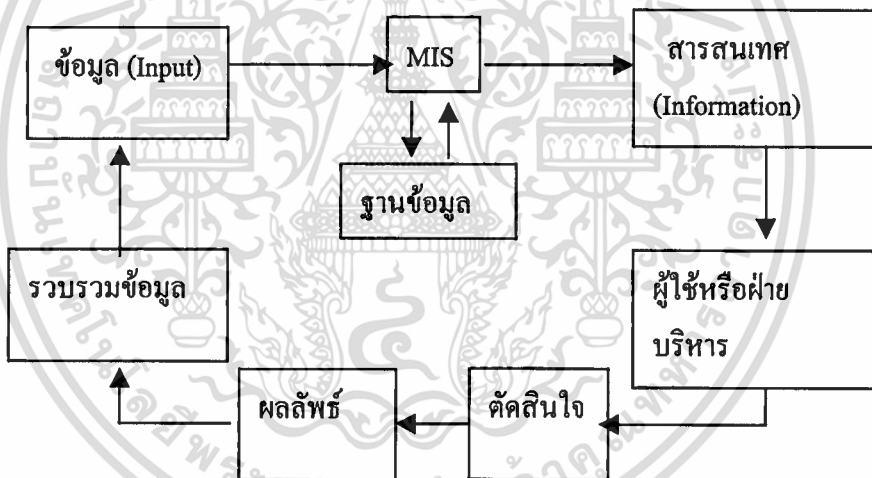 ข้อมูล (Input)
MIS
สารสนเทศ
(Information)
ฐานข้อมูล
รวบรวมข้อมูล
ผู้ใช้หรือฝ่าย
บริหาร
ผลลัพธ์
ตัดสินใจ